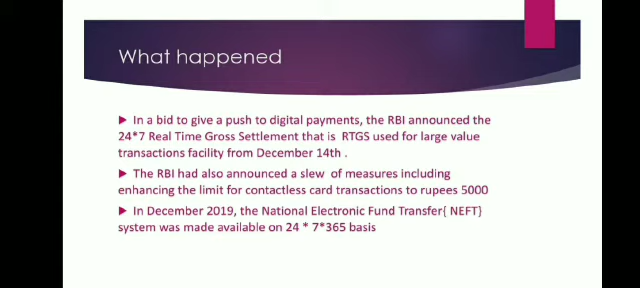 What happened
▶ In a bid to give a push to digital payments, the RBI announced the
24*7 Real Time Gross Settlement that is RTGS used for large value
transactions facility from December 14th .
▶ The RBI had also announced a slew of measures including
enhancing the limit for contactless card transactions to rupees 5000
▶ In December 2019, the National Electronic Fund Transfer{ NEFT}
system was made available on 24 * 7*365 basis